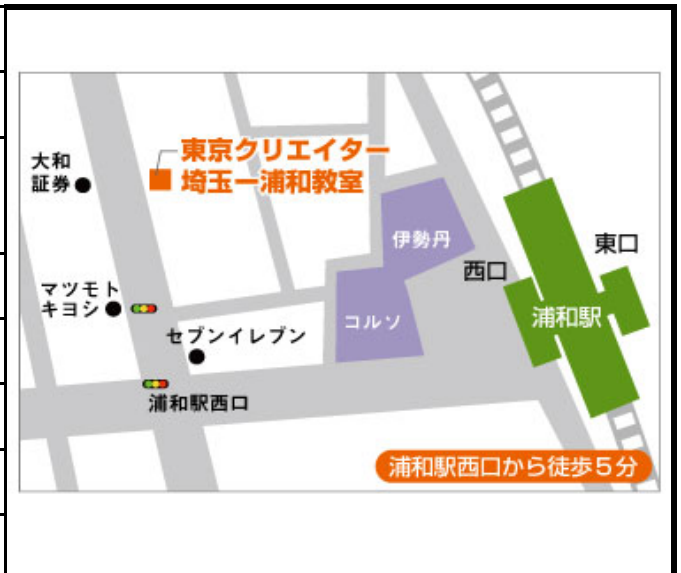 大和
証券
東京クリエイター
埼玉ー浦和教室
伊勢丹
東口
西口
マツモト
キヨシ
浦和駅
コルソ
セブンイレブン
浦和駅西口
浦和駅西口から徒歩5分